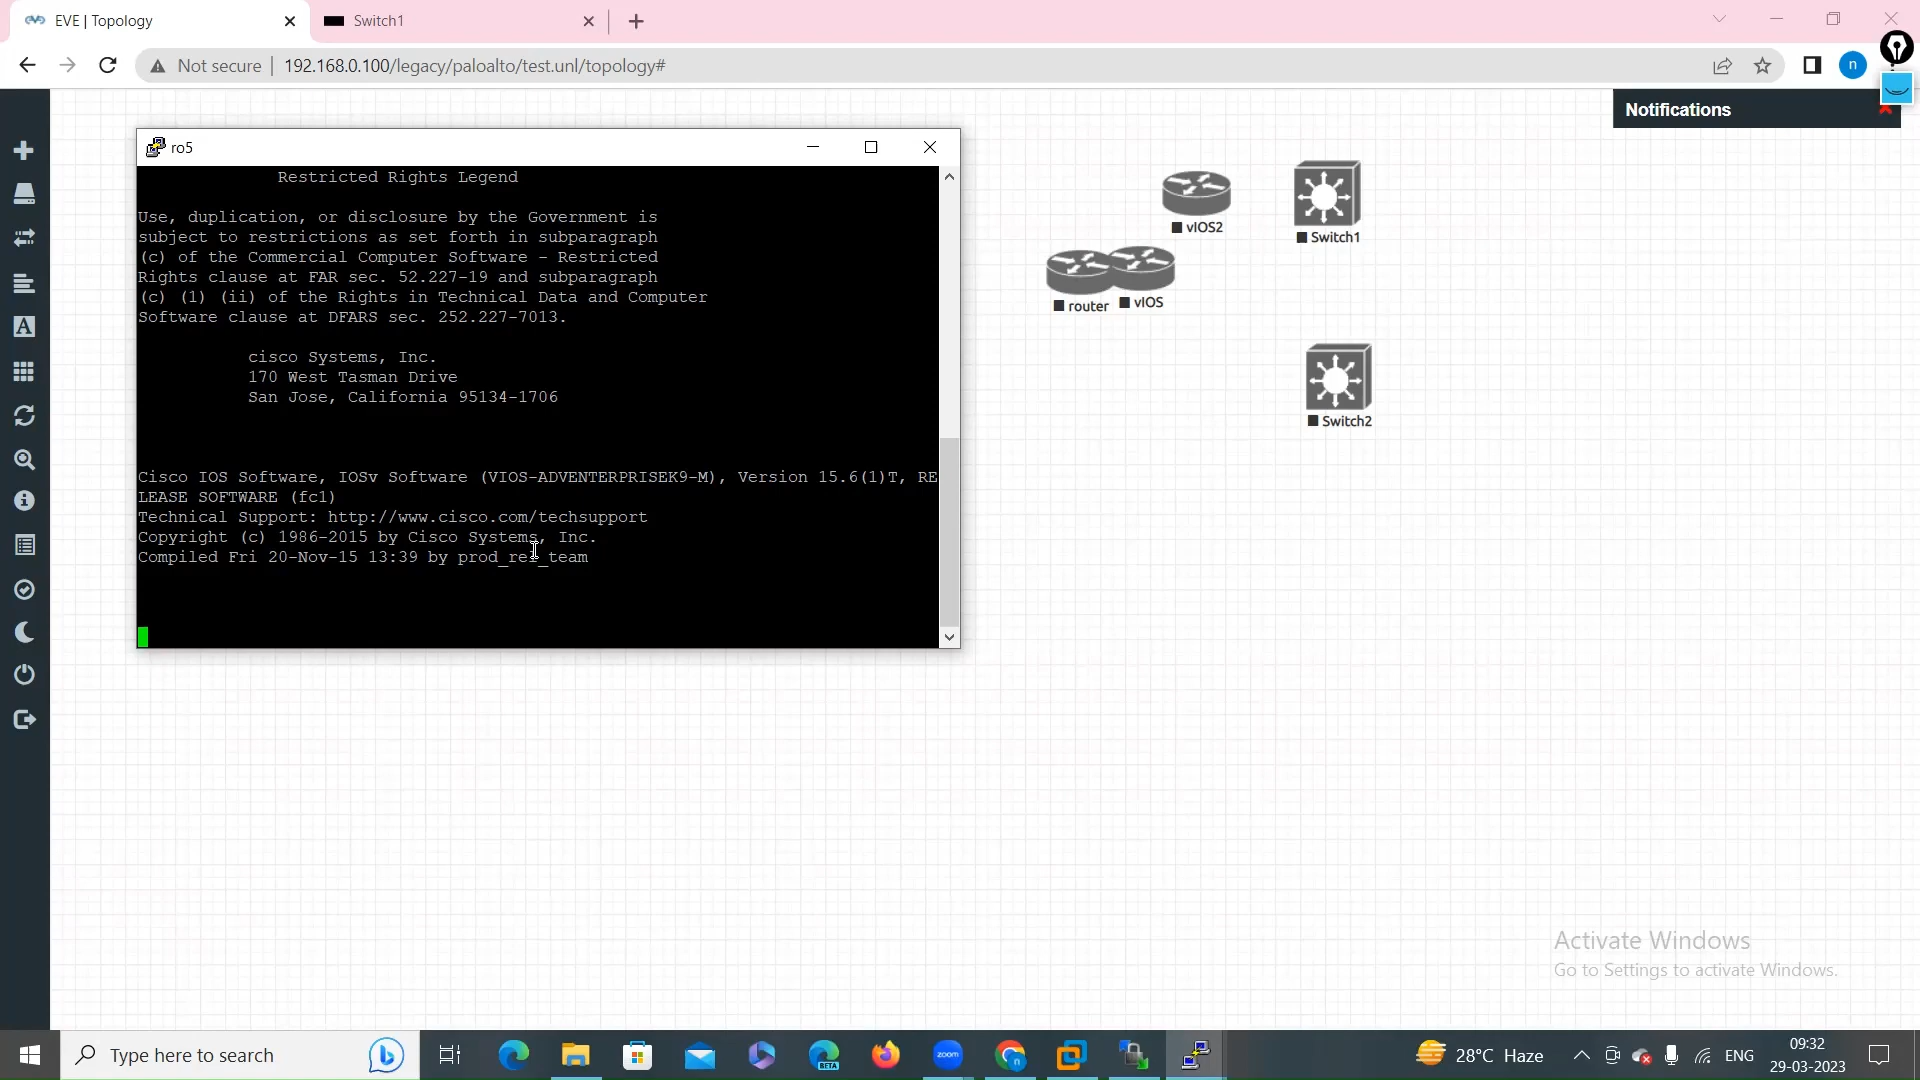 EVE | Topology
Switch1
Not secure
192.168.0.100/legacy/paloalto/test.unl/topology#
n
Notifications
ro5
Restricted Rights Legend
Use, duplication, or disclosure by the Government is
subject to restrictions as set forth in subparagraph
(c) of the Commercial Computer Software - Restricted
Rights clause at FAR sec. 52.227-19 and subparagraph
(c) (1) (ii) of the Rights in Technical Data and Computer
Software clause at DFARS sec. 252.227-7013.
cisco Systems, Inc.
170 West Tasman Drive
San Jose, California 95134-1706
Cisco IOS Software, IOSv Software (VIOS-ADVENTERPRISEK9-M), Version 15.6(1)T, RE
LEASE SOFTWARE (fc1)
Technical Support: http://www.cisco.com/techsupport
Copyright (c) 1986-2015 by Cisco Systems, Inc.
Compiled Fri 20-Nov-15 13:39 by prod_rel_team
vIOS2
Switch1
router
vIOS
Switch2
A
Activate Windows
Go to Settings to activate Windows.
Type here to search
BETA
zoom
n
28°C Haze
ENG
09:32
29-03-2023